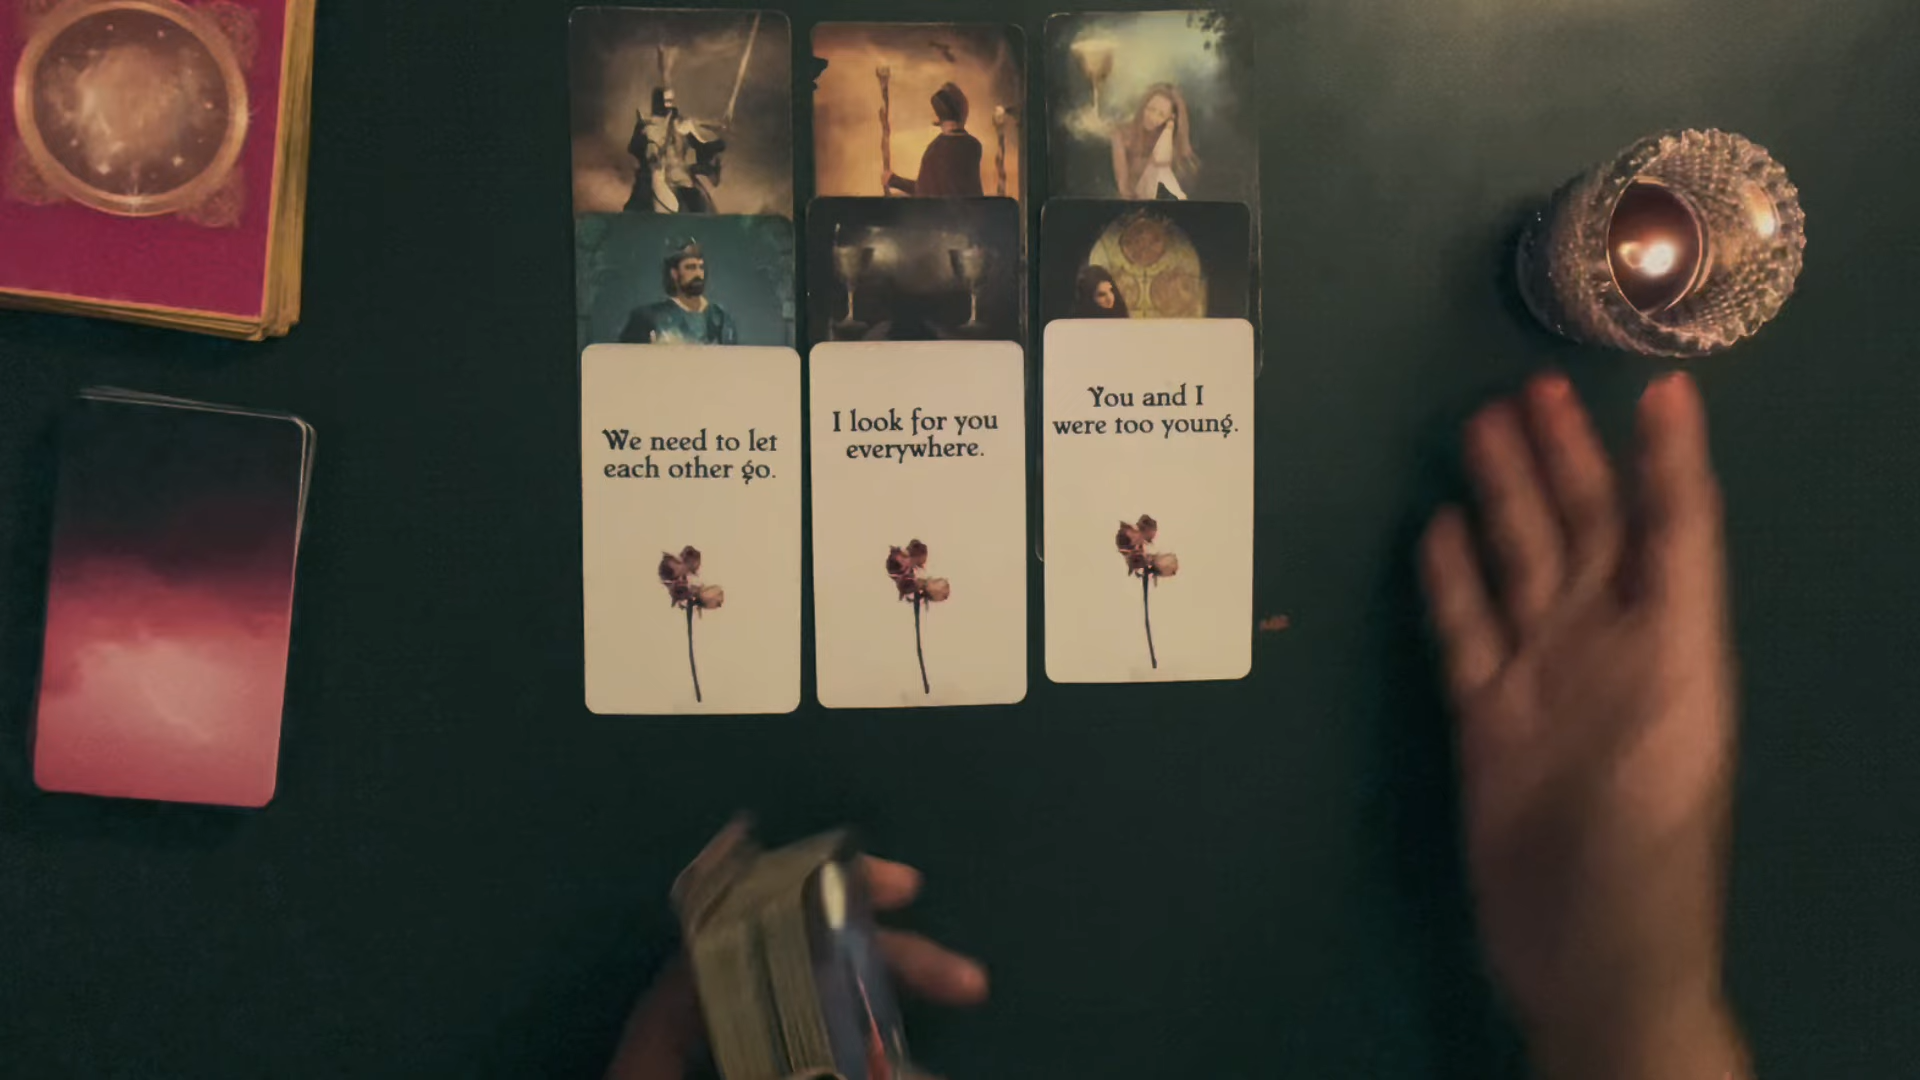 We need to let
each other go.
I look for you
everywhere.
You and I
were too young.